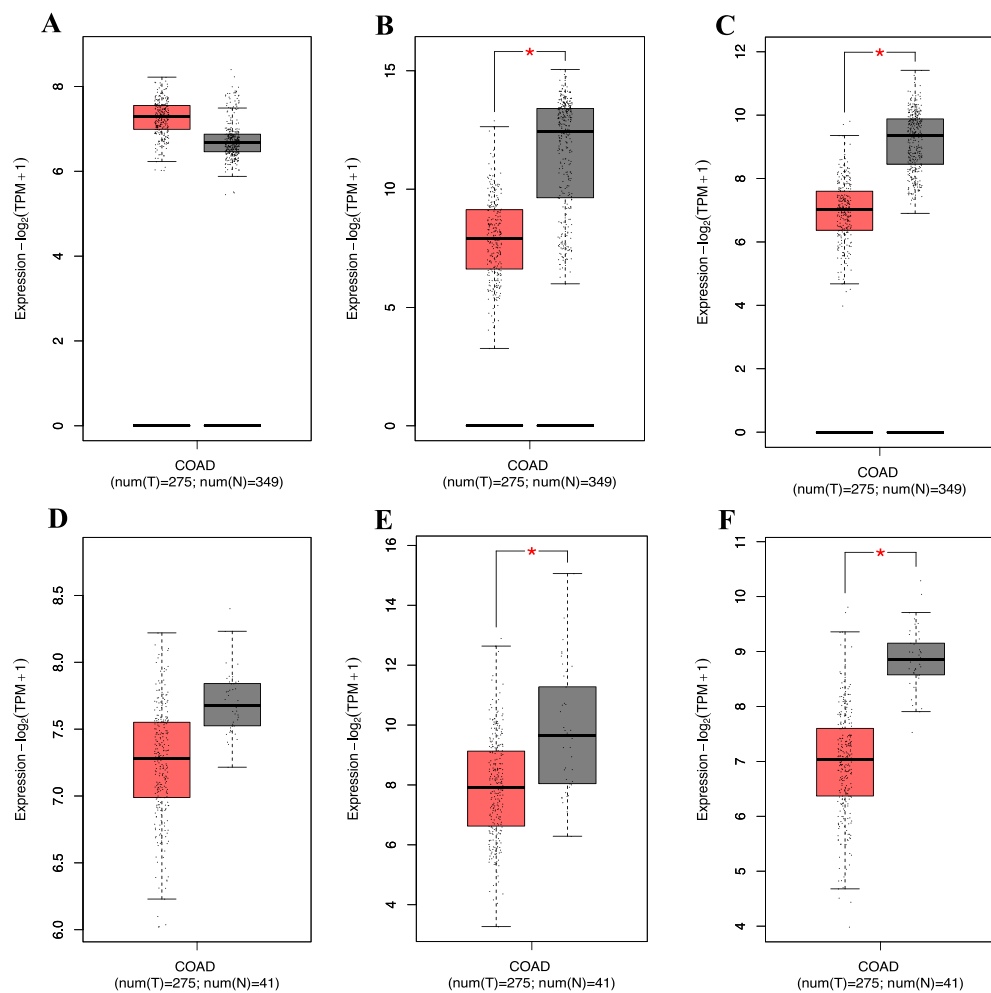 A
B
C
Expression − log2(TPM + 1)
8
6
4
2
0
COAD
(num(T)=275; num(N)=349)
Expression − log2(TPM + 1)
15
10
5
0
*
COAD
(num(T)=275; num(N)=349)
Expression − log2(TPM + 1)
12
10
8
6
4
2
0
*
COAD
(num(T)=275; num(N)=349)
D
E
F
Expression − log2(TPM + 1)
8.5
8.0
7.5
7.0
6.5
6.0
COAD
(num(T)=275; num(N)=41)
Expression − log2(TPM + 1)
16
14
12
10
8
6
4
*
COAD
(num(T)=275; num(N)=41)
Expression − log2(TPM + 1)
11
10
9
8
7
6
5
4
*
COAD
(num(T)=275; num(N)=41)